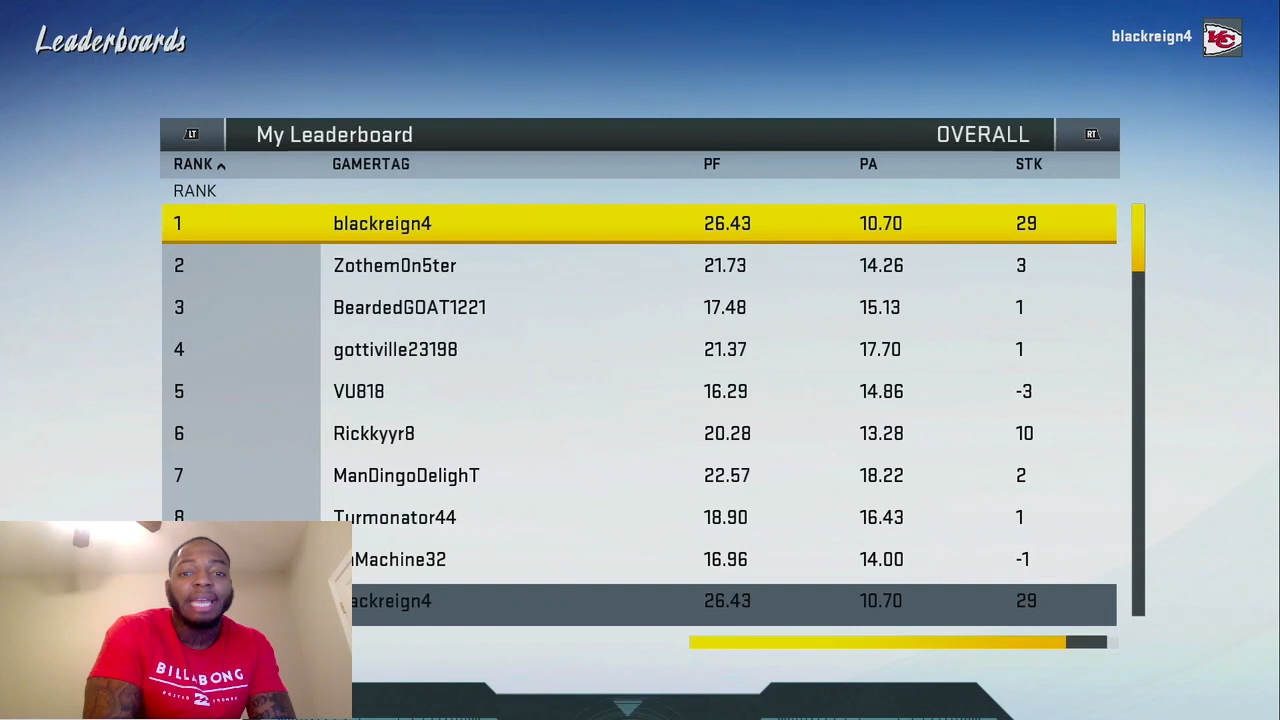 Leaderboards
blackreign4
KC
LT My Leaderboard OVERALL RT
RANK GAMERTAG PF PA STK
RANK
1 blackreign4 26.43 10.70 29
2 Zothem0n5ter 21.73 14.26 3
3 BeardedGOAT1221 17.48 15.13 1
4 gottiville23198 21.37 17.70 1
5 VU818 16.29 14.86 -3
6 Rickkyyr8 20.28 13.28 10
7 ManDingoDelighT 22.57 18.22 2
8 Turmonator44 18.90 16.43 1
Machine32 16.96 14.00 -1
ackreign4 26.43 10.70 29
BILLABONG